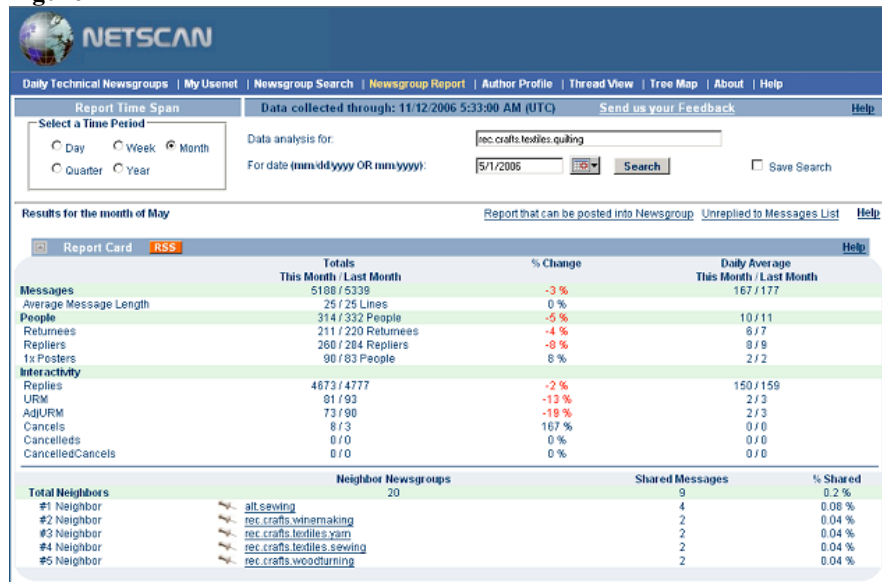 NETSCAN
Daily Technical Newsgroups | My Usenet | Newsgroup Search | Newsgroup Report | Author Profile | Thread View | Tree Map | About | Help
Report Time Span Data collected through: 11/12/2006 5:33:00 AM (UTC) Send us your Feedback Help
Select a Time Period
Day Week Month
Quarter Year
Data analysis for: rec.crafts.textiles.quilting
For date (mm/dd/yyyy OR mm/yyyy): 5/1/2006 Search Save Search
Results for the month of May Report that can be posted into Newsgroup Unreplied to Messages List Help
Report Card RSS Help
Totals % Change Daily Average
This Month / Last Month This Month / Last Month
Messages 5188 / 5339 -3 % 167 / 177
Average Message Length 25 / 25 Lines 0 %
People 314 / 332 People -5 % 10 / 11
Returnees 211 / 220 Returnees -4 % 6 / 7
Repliers 260 / 284 Repliers -8 % 8 / 9
1x Posters 90 / 83 People 8 % 2 / 2
Interactivity
Replies 4673 / 4777 -2 % 150 / 159
URM 81 / 93 -13 % 2 / 3
AdjURM 73 / 90 -19 % 2 / 3
Cancels 8 / 3 167 % 0 / 0
Cancelleds 0 / 0 0 % 0 / 0
CancelledCancels 0 / 0 0 % 0 / 0
Neighbor Newsgroups Shared Messages % Shared
Total Neighbors 20 9 0.2 %
#1 Neighbor alt.sewing 4 0.08 %
#2 Neighbor rec.crafts.winemaking 2 0.04 %
#3 Neighbor rec.crafts.textiles.yarn 2 0.04 %
#4 Neighbor rec.crafts.textiles.sewing 2 0.04 %
#5 Neighbor rec.crafts.woodturning 2 0.04 %